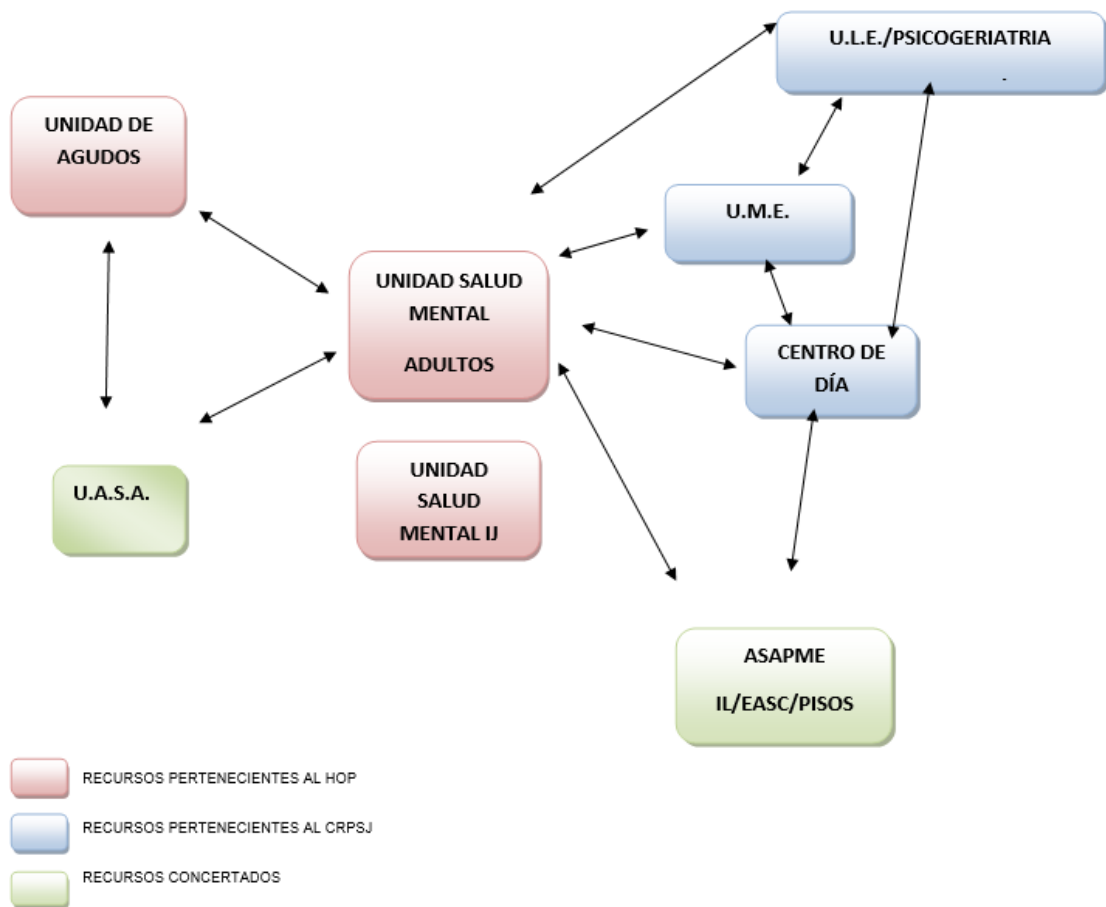 U.L.E./PSICOGERIATRIA
UNIDAD DE
AGUDOS
U.M.E.
UNIDAD SALUD
MENTAL
ADULTOS
CENTRO DE
DÍA
U.A.S.A.
UNIDAD
SALUD
MENTAL IJ
ASAPME
IL/EASC/PISOS
RECURSOS PERTENECIENTES AL HOP
RECURSOS PERTENECIENTES AL CRPSJ
RECURSOS CONCERTADOS